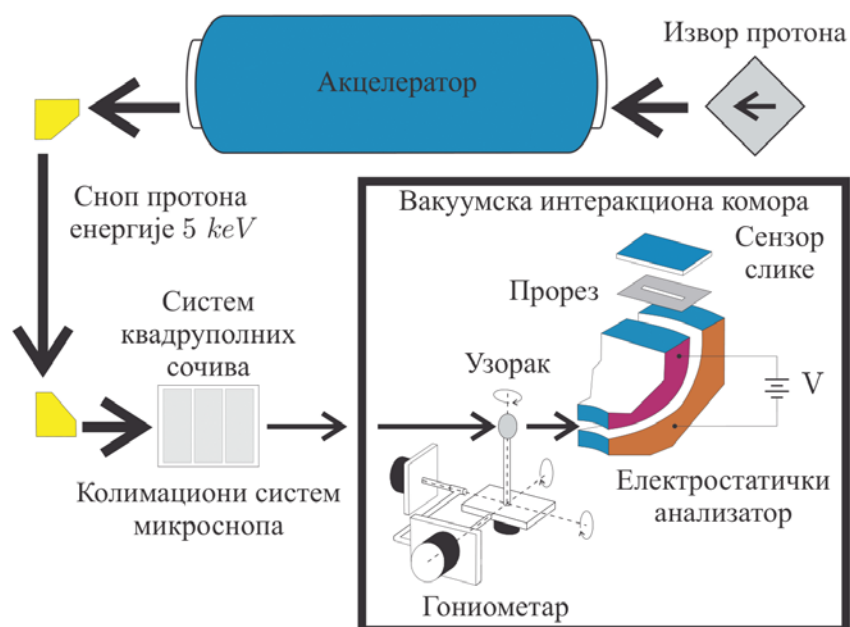 Извор протона
Акцелератор
Сноп протона
енергије 5 keV
Вакуумска интеракциона комора
Сензор
слике
Прорез
Систем
квадруполних
сочива
Узорак
V
Колимациони систем
микроснопа
Електростатички
анализатор
Гониометар